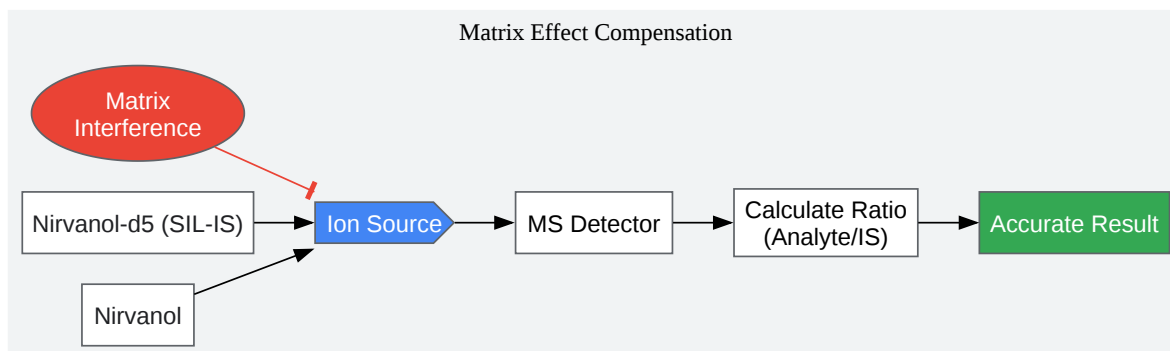 Matrix Effect Compensation
Matrix
Interference
Nirvanol-d5 (SIL-IS)
Ion Source
MS Detector
Calculate Ratio
(Analyte/IS)
Accurate Result
Nirvanol